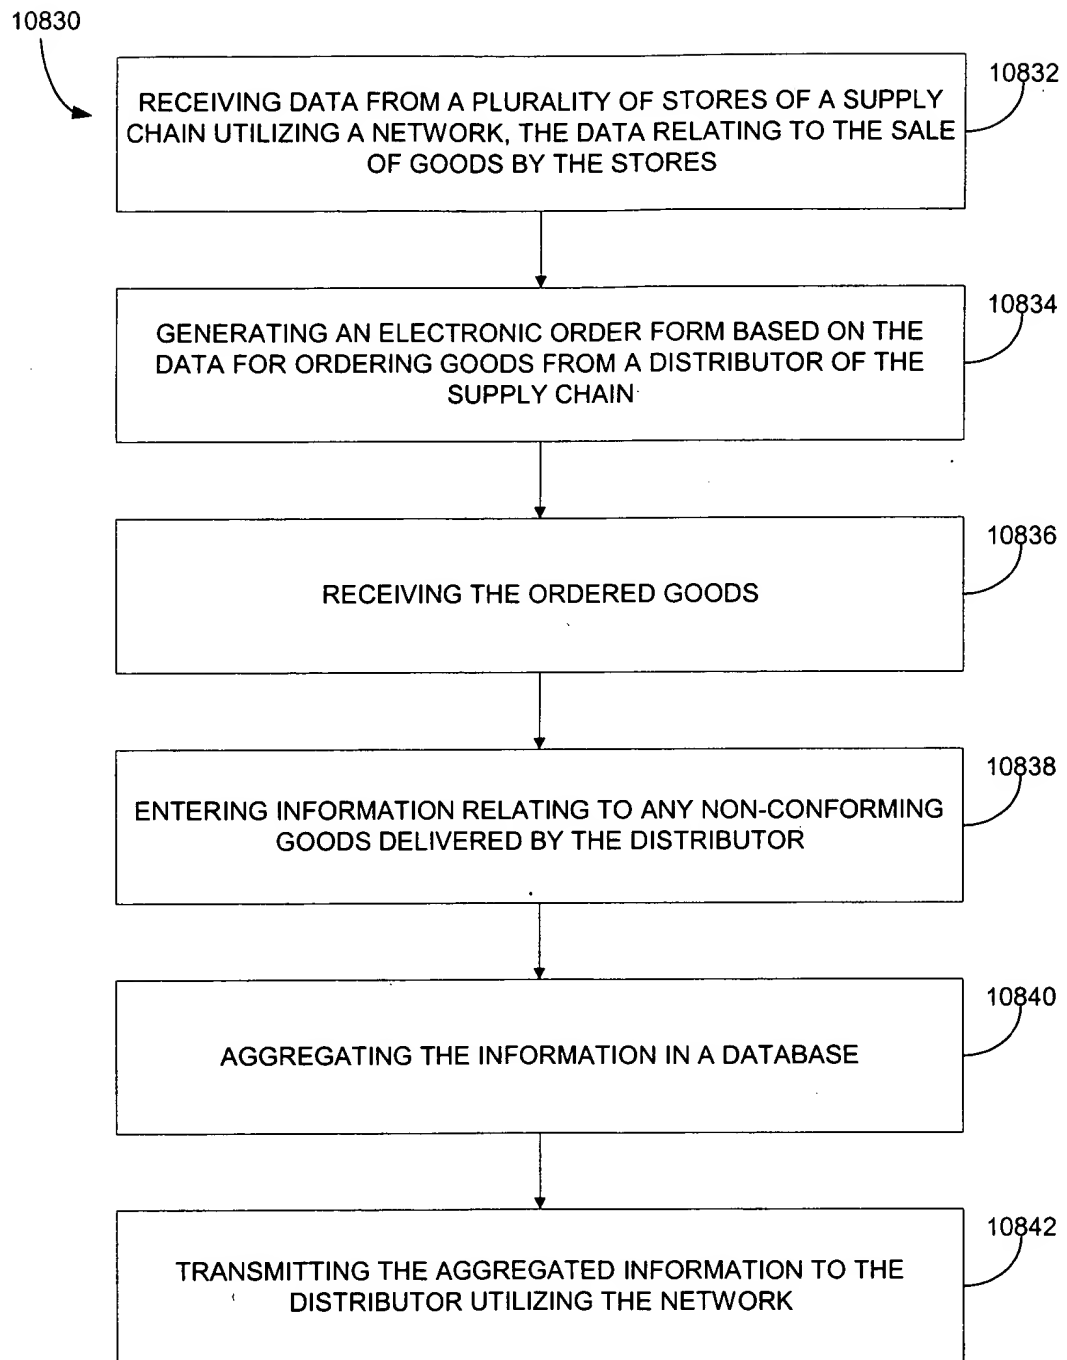 10830
10832
RECEIVING DATA FROM A PLURALITY OF STORES OF A SUPPLY
CHAIN UTILIZING A NETWORK, THE DATA RELATING TO THE SALE
OF GOODS BY THE STORES
10834
GENERATING AN ELECTRONIC ORDER FORM BASED ON THE
DATA FOR ORDERING GOODS FROM A DISTRIBUTOR OF THE
SUPPLY CHAIN
10836
RECEIVING THE ORDERED GOODS
10838
ENTERING INFORMATION RELATING TO ANY NON-CONFORMING
GOODS DELIVERED BY THE DISTRIBUTOR
10840
AGGREGATING THE INFORMATION IN A DATABASE
10842
TRANSMITTING THE AGGREGATED INFORMATION TO THE
DISTRIBUTOR UTILIZING THE NETWORK